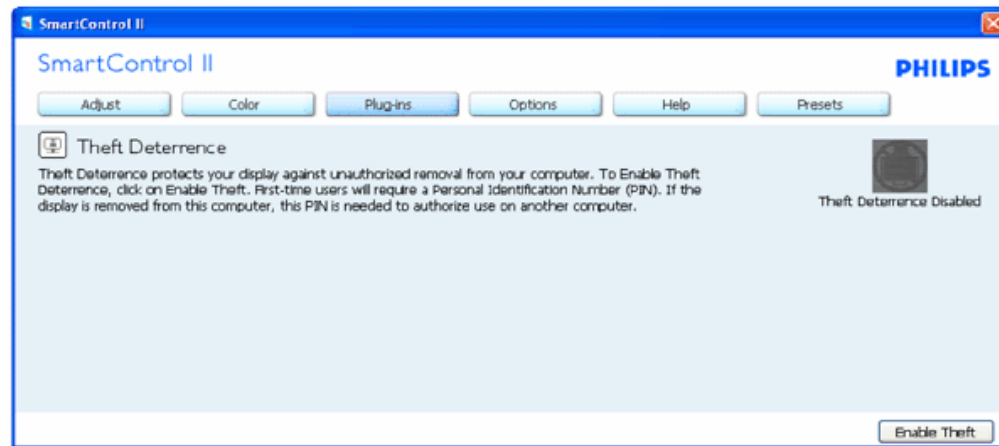 SmartControl II
SmartControl II
PHILIPS
Adjust Color Plug-ins Options Help Presets
Theft Deterrence
Theft Deterrence protects your display against unauthorized removal from your computer. To Enable Theft
Deterrence, click on Enable Theft. First-time users will require a Personal Identification Number (PIN). If the
display is removed from this computer, this PIN is needed to authorize use on another computer.
Theft Deterrence Disabled
Enable Theft